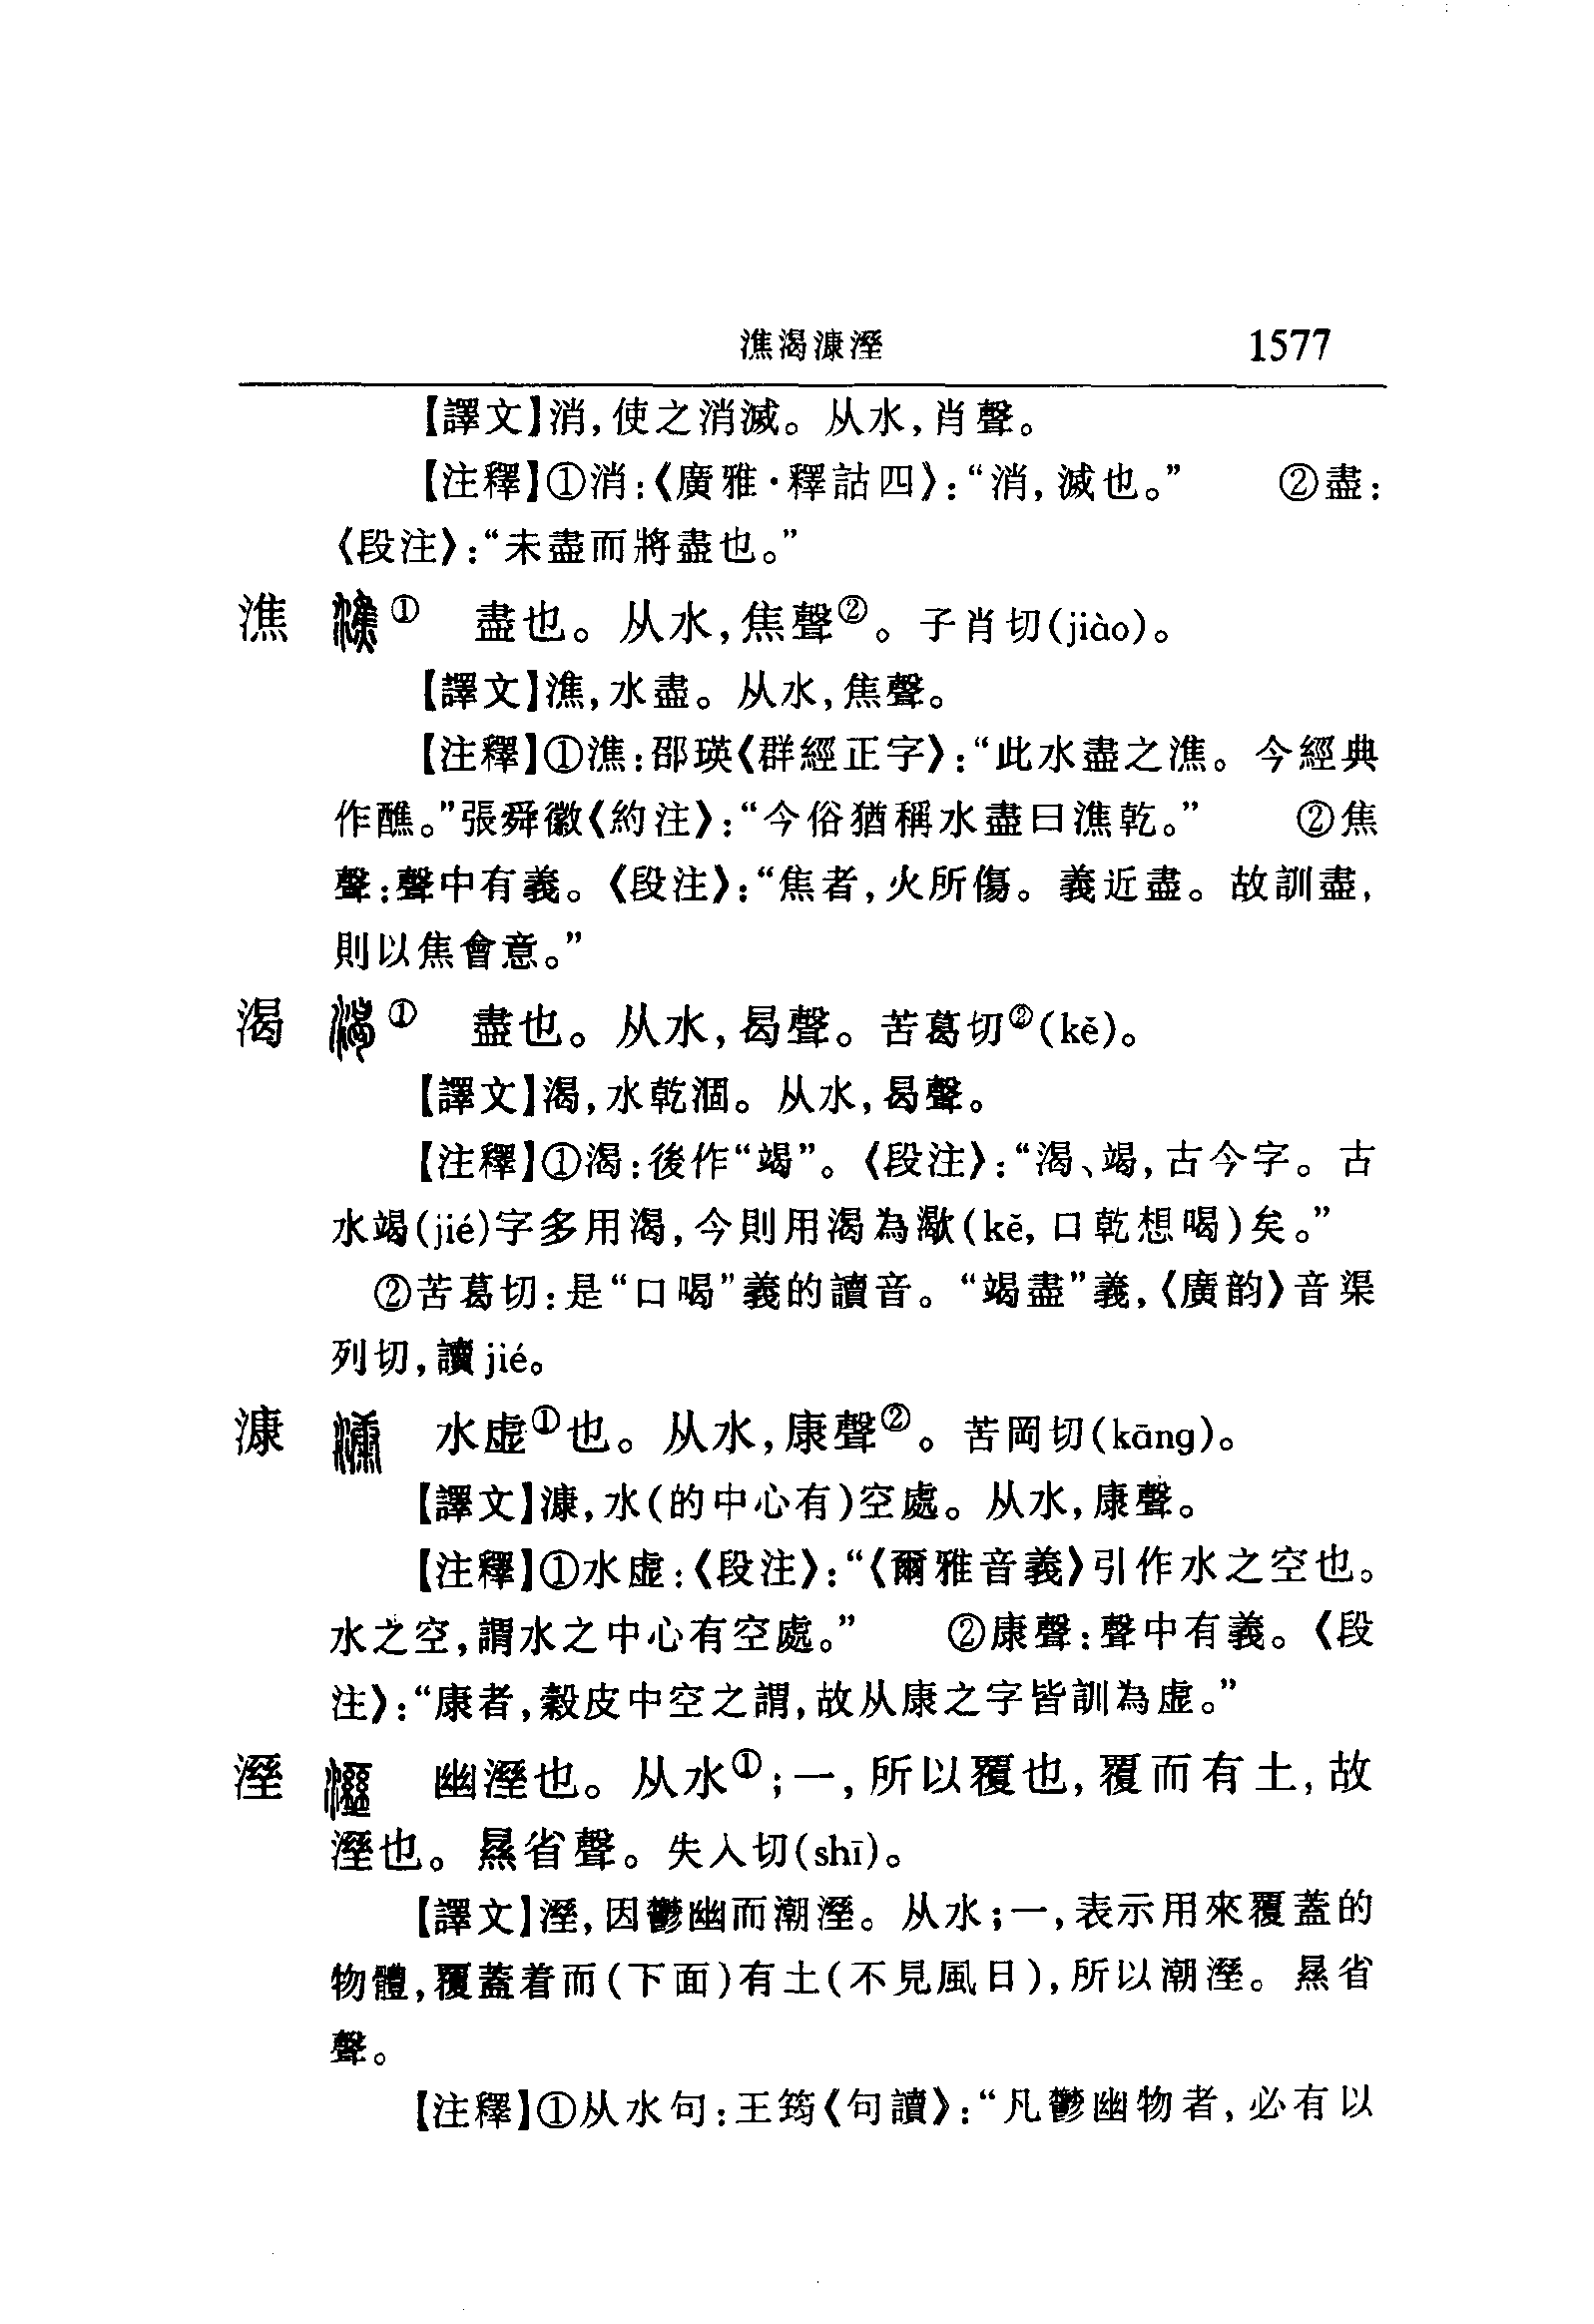 漅渴漮溼 1577
【譯文】消,使之消滅。从水,肖聲。
【注釋】①消:《廣雅·釋詁四》:“消,滅也。” ②盡:
《段注》:“未盡而將盡也。”
潐 ① 盡也。从水,焦聲②。子肖切(jiào)。
【譯文】潐,水盡。从水,焦聲。
【注釋】①潐:邵瑛《群經正字》:“此水盡之潐。今經典
作醮。”張舜徽《約注》:“今俗猶稱水盡曰潐乾。” ②焦
聲:聲中有義。《段注》:“焦者,火所傷。義近盡。故訓盡,
則以焦會意。”
渴 ① 盡也。从水,曷聲。苦葛切②(kě)。
【譯文】渴,水乾涸。从水,曷聲。
【注釋】①渴:後作“竭”。《段注》:“渴、竭,古今字。古
水竭(jié)字多用渴,今則用渴為㵣(kě,口乾想喝)矣。”
②苦葛切:是“口喝”義的讀音。“竭盡”義,《廣韵》音渠
列切,讀jié。
漮 水虛①也。从水,康聲②。苦岡切(kāng)。
【譯文】漮,水(的中心有)空處。从水,康聲。
【注釋】①水虛:《段注》:“《爾雅音義》引作水之空也。
水之空,謂水之中心有空處。” ②康聲:聲中有義。《段
注》:“康者,穀皮中空之謂,故从康之字皆訓為虛。”
溼 幽溼也。从水①;一,所以覆也,覆而有土,故
溼也。㬎省聲。失入切(shī)。
【譯文】溼,因鬱幽而潮溼。从水;一,表示用來覆蓋的
物體,覆蓋着而(下面)有土(不見風日),所以潮溼。㬎省
聲。
【注釋】①从水句:王筠《句讀》:“凡鬱幽物者,必有以